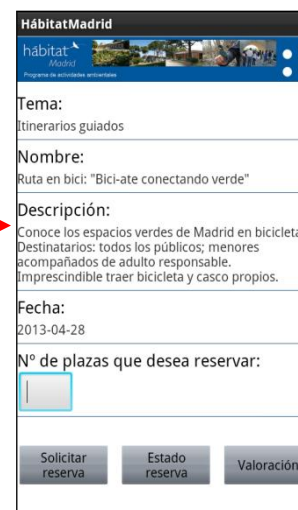 HábitatMadrid
hábitat
Madrid
Programa de actividades ambientales
Tema:
Itinerarios guiados
Nombre:
Ruta en bici: "Bici-ate conectando verde"
Descripción:
Conoce los espacios verdes de Madrid en bicicleta
Destinatarios: todos los públicos; menores
acompañados de adulto responsable.
Imprescindible traer bicicleta y casco propios.
Fecha:
2013-04-28
Nº de plazas que desea reservar:
Solicitar reserva
Estado reserva
Valoración